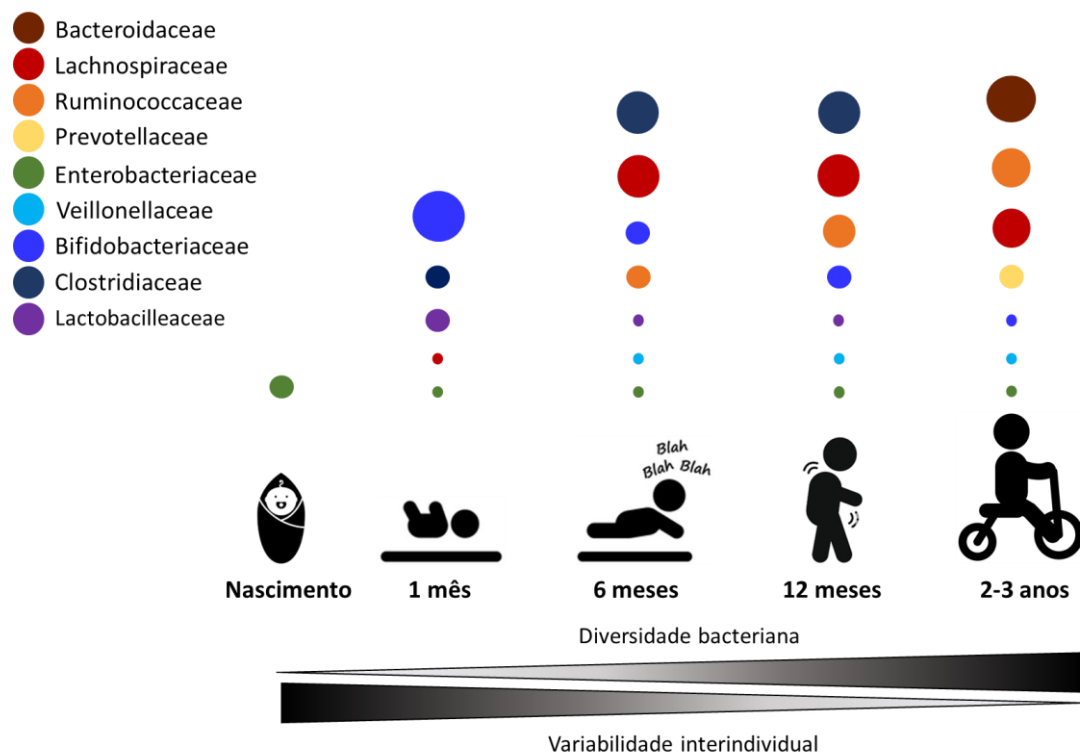 Bacteroidaceae
Lachnospiraceae
Ruminococcaceae
Prevotellaceae
Enterobacteriaceae
Veillonellaceae
Bifidobacteriaceae
Clostridiaceae
Lactobacilleaceae
Blah
Blah Blah
Nascimento
1 mês
6 meses
12 meses
2-3 anos
Diversidade bacteriana
Variabilidade interindividual